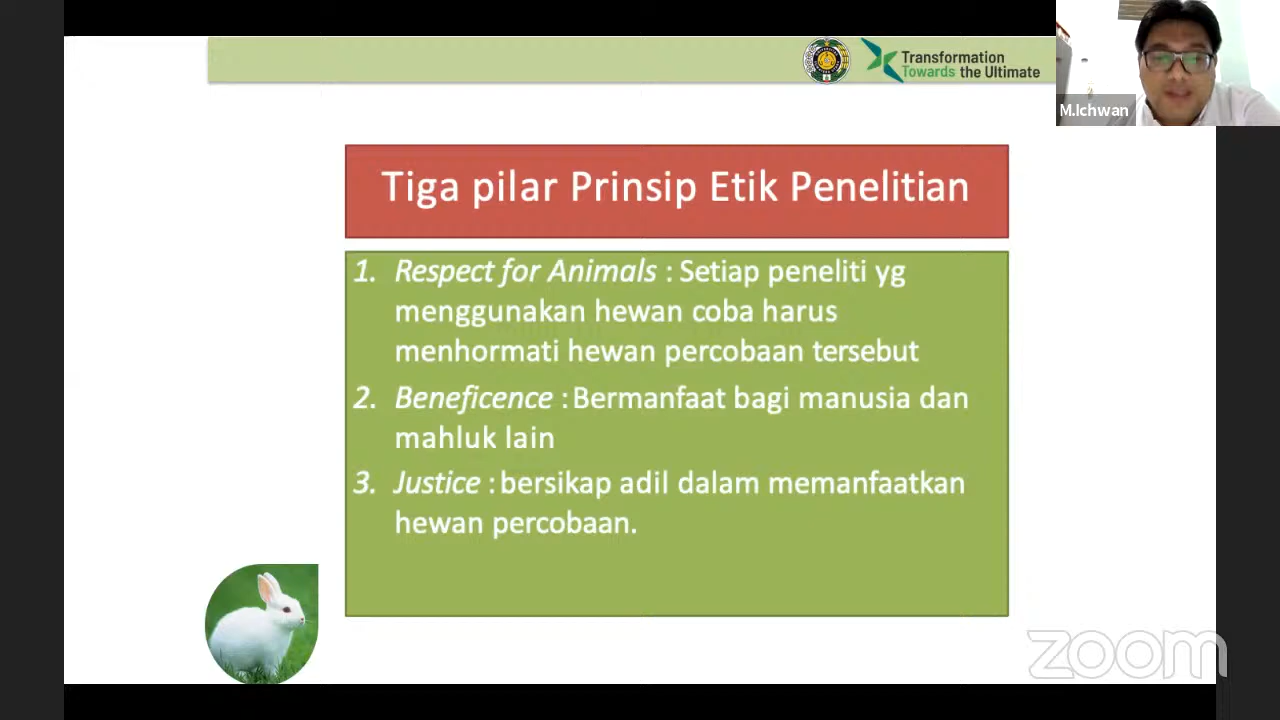 Transformation
Towards the Ultimate
M.Ichwan
Tiga pilar Prinsip Etik Penelitian
1. Respect for Animals : Setiap peneliti yg
menggunakan hewan coba harus
menhormati hewan percobaan tersebut
2. Beneficence : Bermanfaat bagi manusia dan
mahluk lain
3. Justice : bersikap adil dalam memanfaatkan
hewan percobaan.
zoom